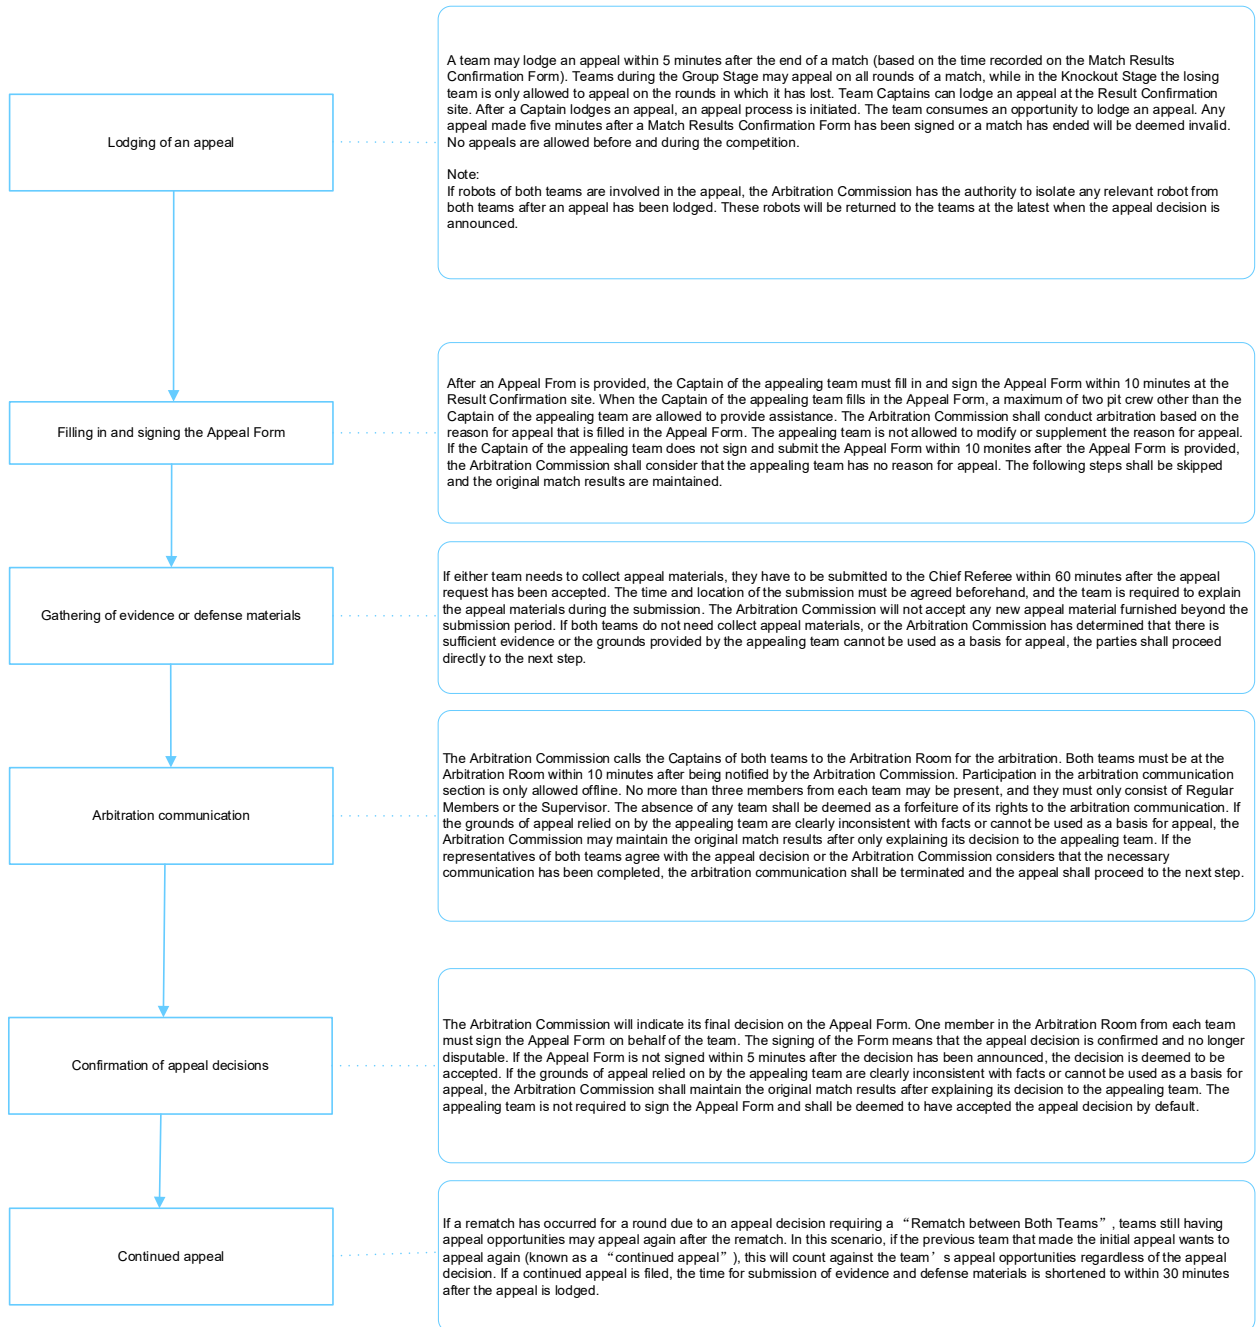 Lodging of an appeal
A team may lodge an appeal within 5 minutes after the end of a match (based on the time recorded on the Match Results
Confirmation Form). Teams during the Group Stage may appeal on all rounds of a match, while in the Knockout Stage the losing
team is only allowed to appeal on the rounds in which it has lost. Team Captains can lodge an appeal at the Result Confirmation
site. After a Captain lodges an appeal, an appeal process is initiated. The team consumes an opportunity to lodge an appeal. Any
appeal made five minutes after a Match Results Confirmation Form has been signed or a match has ended will be deemed invalid.
No appeals are allowed before and during the competition.
Note:
If robots of both teams are involved in the appeal, the Arbitration Commission has the authority to isolate any relevant robot from
both teams after an appeal has been lodged. These robots will be returned to the teams at the latest when the appeal decision is
announced.
Filling in and signing the Appeal Form
After an Appeal From is provided, the Captain of the appealing team must fill in and sign the Appeal Form within 10 minutes at the
Result Confirmation site. When the Captain of the appealing team fills in the Appeal Form, a maximum of two pit crew other than the
Captain of the appealing team are allowed to provide assistance. The Arbitration Commission shall conduct arbitration based on the
reason for appeal that is filled in the Appeal Form. The appealing team is not allowed to modify or supplement the reason for appeal.
If the Captain of the appealing team does not sign and submit the Appeal Form within 10 monites after the Appeal Form is provided,
the Arbitration Commission shall consider that the appealing team has no reason for appeal. The following steps shall be skipped
and the original match results are maintained.
Gathering of evidence or defense materials
If either team needs to collect appeal materials, they have to be submitted to the Chief Referee within 60 minutes after the appeal
request has been accepted. The time and location of the submission must be agreed beforehand, and the team is required to explain
the appeal materials during the submission. The Arbitration Commission will not accept any new appeal material furnished beyond the
submission period. If both teams do not need collect appeal materials, or the Arbitration Commission has determined that there is
sufficient evidence or the grounds provided by the appealing team cannot be used as a basis for appeal, the parties shall proceed
directly to the next step.
Arbitration communication
The Arbitration Commission calls the Captains of both teams to the Arbitration Room for the arbitration. Both teams must be at the
Arbitration Room within 10 minutes after being notified by the Arbitration Commission. Participation in the arbitration communication
section is only allowed offline. No more than three members from each team may be present, and they must only consist of Regular
Members or the Supervisor. The absence of any team shall be deemed as a forfeiture of its rights to the arbitration communication. If
the grounds of appeal relied on by the appealing team are clearly inconsistent with facts or cannot be used as a basis for appeal, the
Arbitration Commission may maintain the original match results after only explaining its decision to the appealing team. If the
representatives of both teams agree with the appeal decision or the Arbitration Commission considers that the necessary
communication has been completed, the arbitration communication shall be terminated and the appeal shall proceed to the next step.
Confirmation of appeal decisions
The Arbitration Commission will indicate its final decision on the Appeal Form. One member in the Arbitration Room from each team
must sign the Appeal Form on behalf of the team. The signing of the Form means that the appeal decision is confirmed and no longer
disputable. If the Appeal Form is not signed within 5 minutes after the decision has been announced, the decision is deemed to be
accepted. If the grounds of appeal relied on by the appealing team are clearly inconsistent with facts or cannot be used as a basis for
appeal, the Arbitration Commission shall maintain the original match results after explaining its decision to the appealing team. The
appealing team is not required to sign the Appeal Form and shall be deemed to have accepted the appeal decision by default.
Continued appeal
If a rematch has occurred for a round due to an appeal decision requiring a “Rematch between Both Teams”, teams still having
appeal opportunities may appeal again after the rematch. In this scenario, if the previous team that made the initial appeal wants to
appeal again (known as a “continued appeal”), this will count against the team’s appeal opportunities regardless of the appeal
decision. If a continued appeal is filed, the time for submission of evidence and defense materials is shortened to within 30 minutes
after the appeal is lodged.